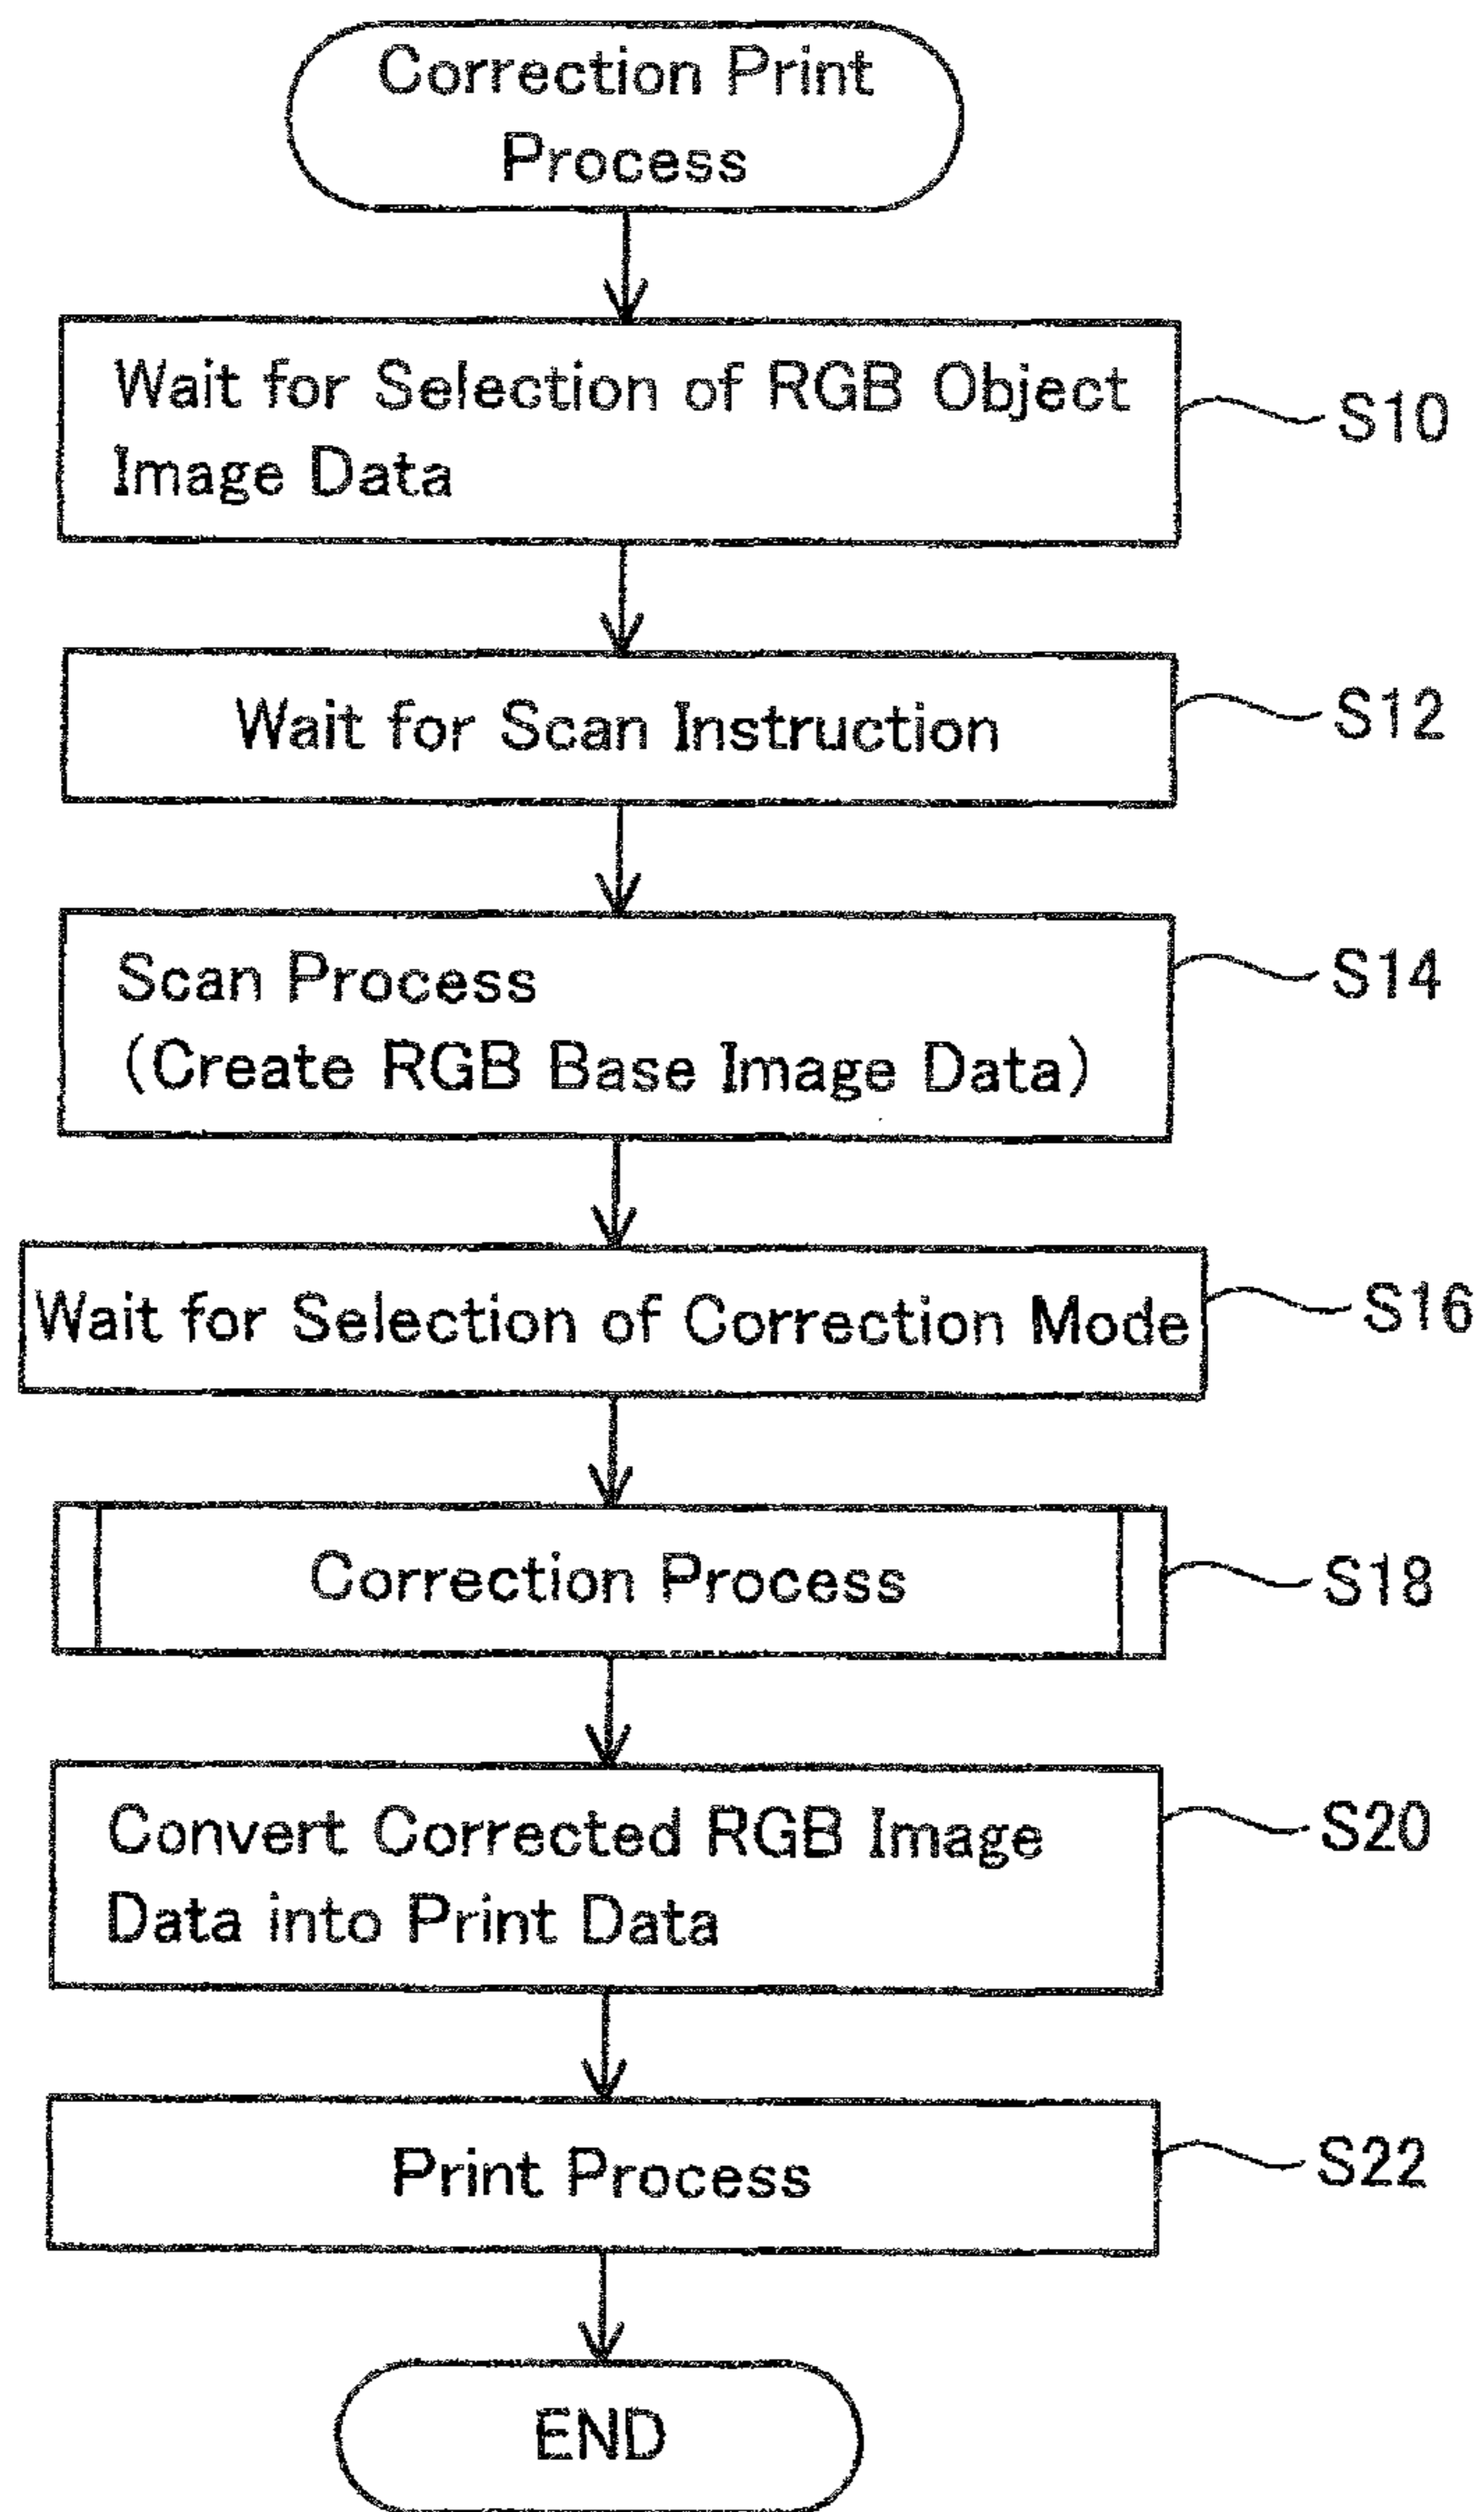 Correction Print
Process
Wait for Selection of RGB Object
Image Data
S10
Wait for Scan Instruction
S12
Scan Process
(Create RGB Base Image Data)
S14
Wait for Selection of Correction Mode
S16
Correction Process
S18
Convert Corrected RGB Image
Data into Print Data
S20
Print Process
S22
END